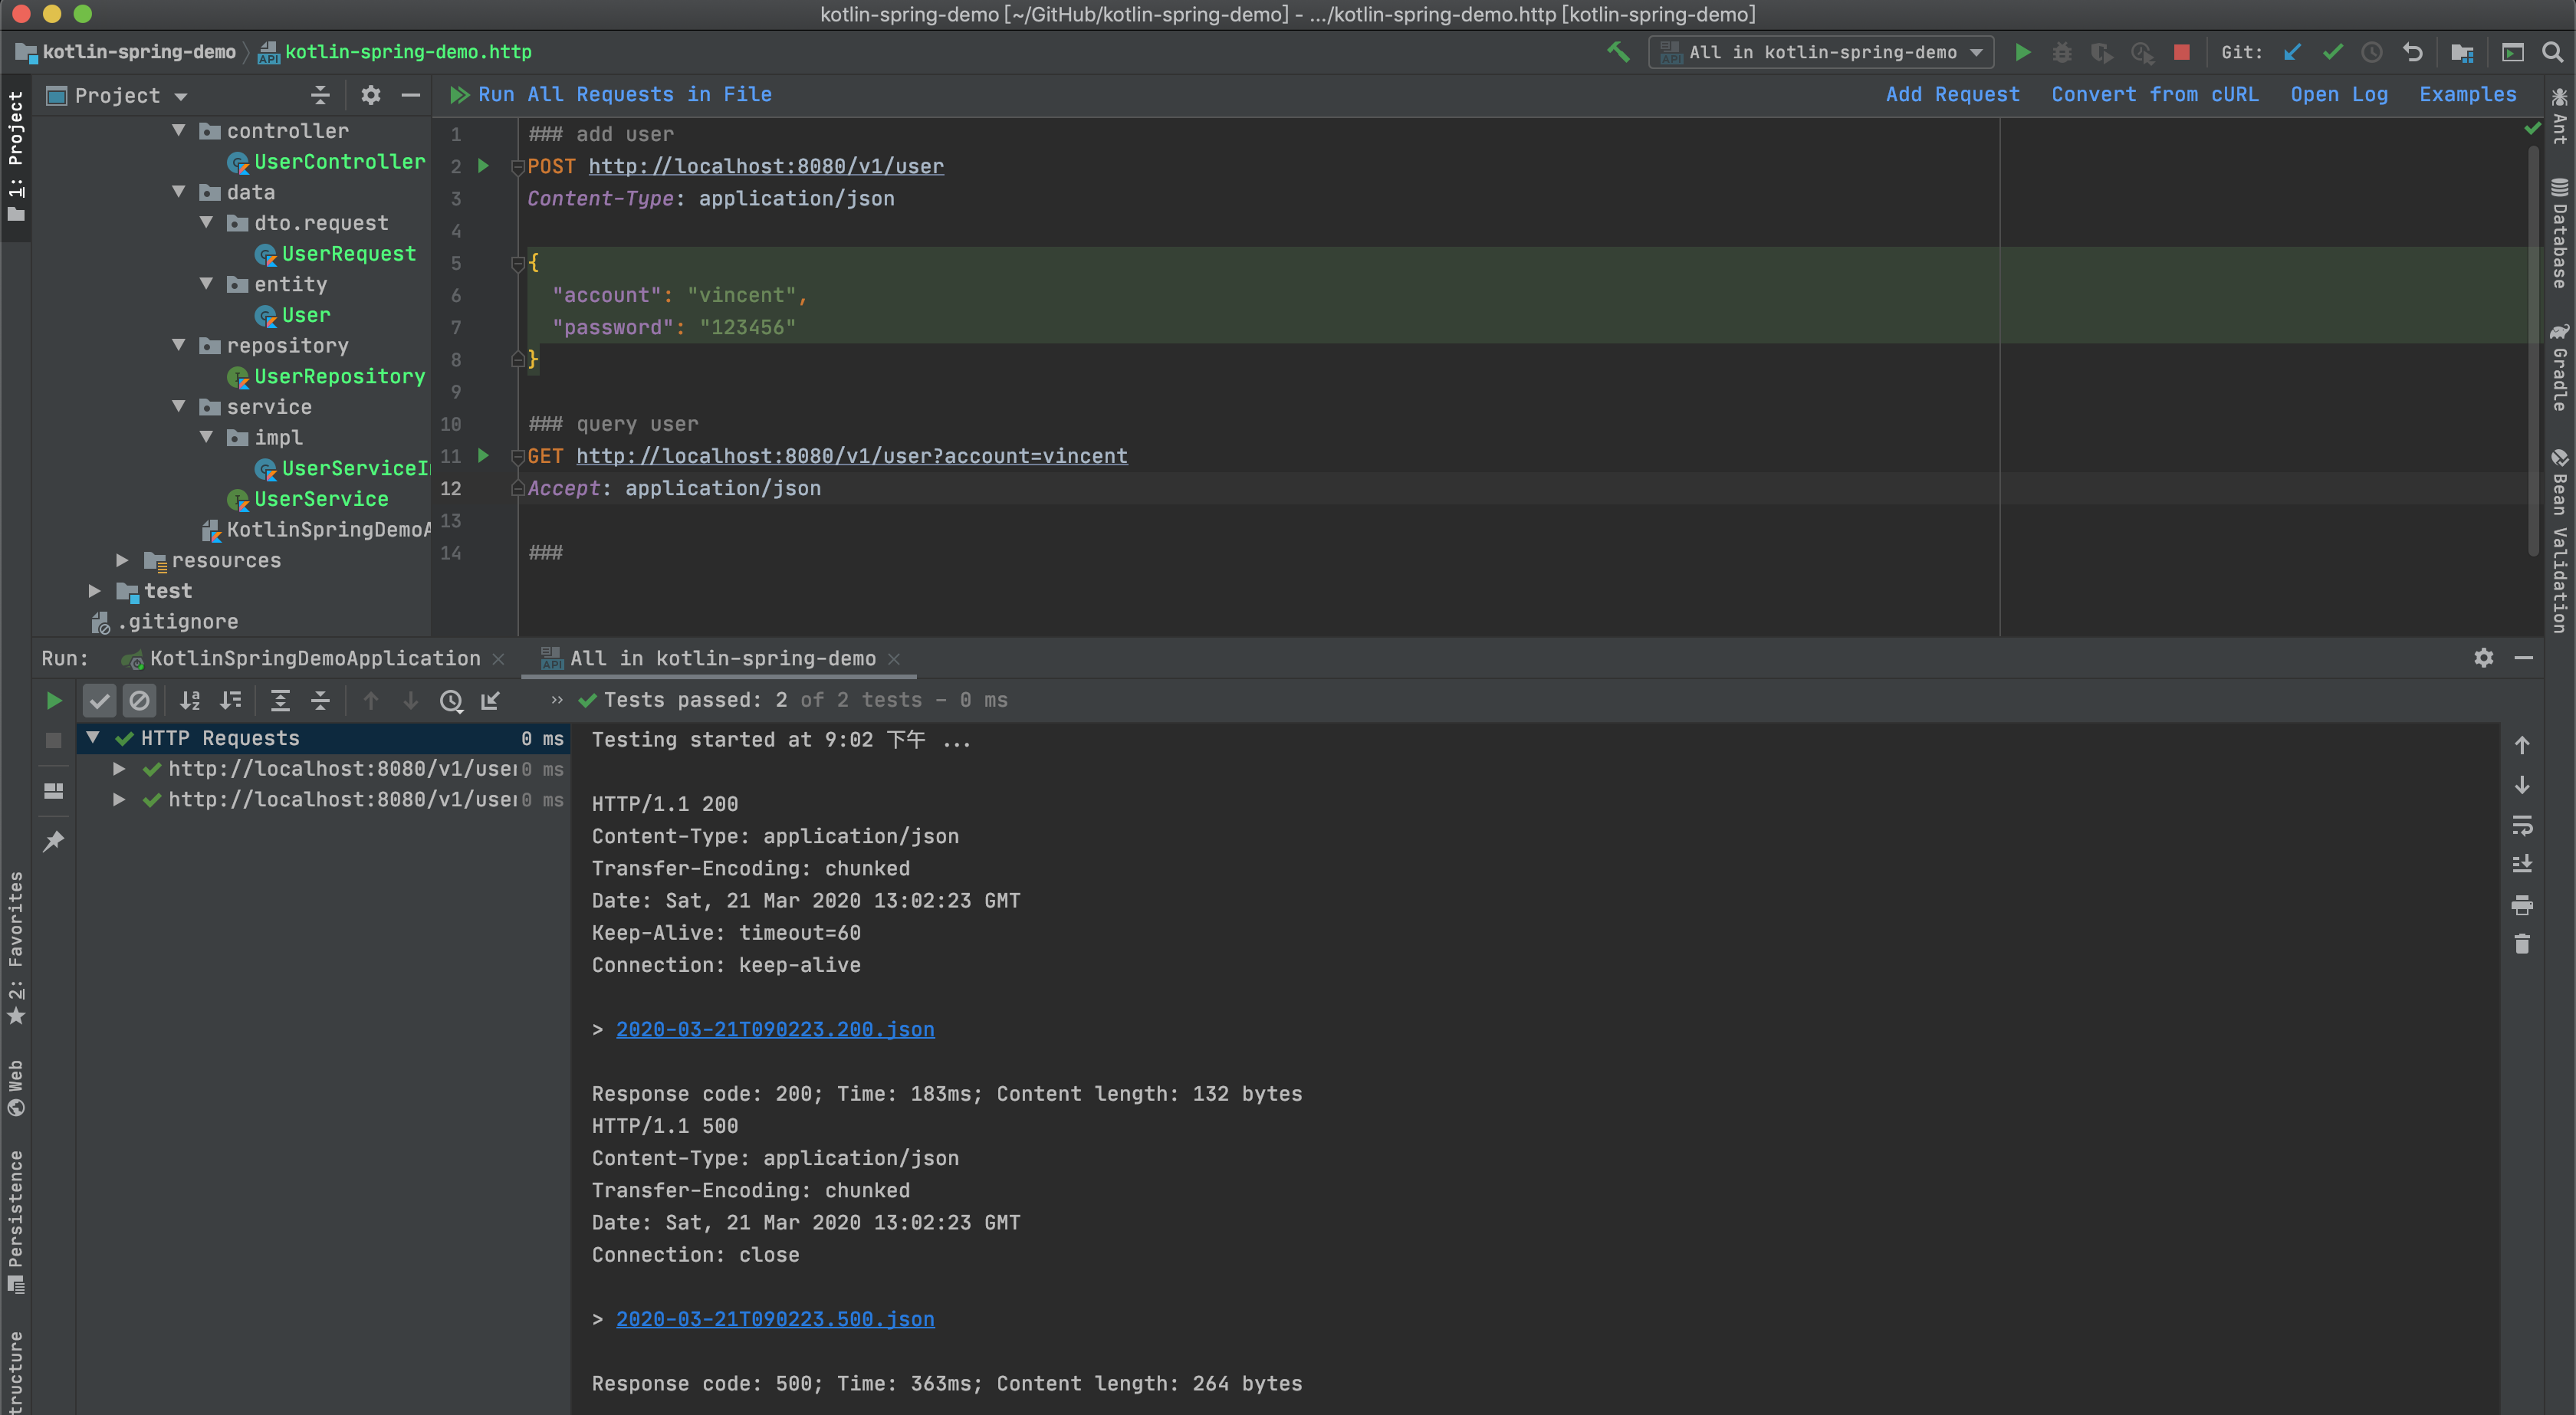 kotlin-spring-demo [~/GitHub/kotlin-spring-demo] - .../kotlin-spring-demo.http [kotlin-spring-demo]
kotlin-spring-demo
API kotlin-spring-demo.http
API All in kotlin-spring-demo
Git:
1: Project
Project
Run All Requests in File
Add Request
Convert from cURL
Open Log
Examples
controller
UserController
data
dto.request
UserRequest
entity
User
repository
UserRepository
service
impl
UserServiceI
UserService
KotlinSpringDemoA
resources
test
.gitignore
1 ### add user
2 POST http://localhost:8080/v1/user
3 Content-Type: application/json
4
5 {
6 "account": "vincent",
7 "password": "123456"
8 }
9
10 ### query user
11 GET http://localhost:8080/v1/user?account=vincent
12 Accept: application/json
13
14 ###
Ant
Database
Gradle
Bean Validation
Run:
KotlinSpringDemoApplication
API All in kotlin-spring-demo
Tests passed: 2 of 2 tests – 0 ms
HTTP Requests 0 ms
http://localhost:8080/v1/user 0 ms
http://localhost:8080/v1/user 0 ms
Testing started at 9:02 下午 ...
HTTP/1.1 200
Content-Type: application/json
Transfer-Encoding: chunked
Date: Sat, 21 Mar 2020 13:02:23 GMT
Keep-Alive: timeout=60
Connection: keep-alive
> 2020-03-21T090223.200.json
Response code: 200; Time: 183ms; Content length: 132 bytes
HTTP/1.1 500
Content-Type: application/json
Transfer-Encoding: chunked
Date: Sat, 21 Mar 2020 13:02:23 GMT
Connection: close
> 2020-03-21T090223.500.json
Response code: 500; Time: 363ms; Content length: 264 bytes
2: Favorites
Web
Persistence
tructure